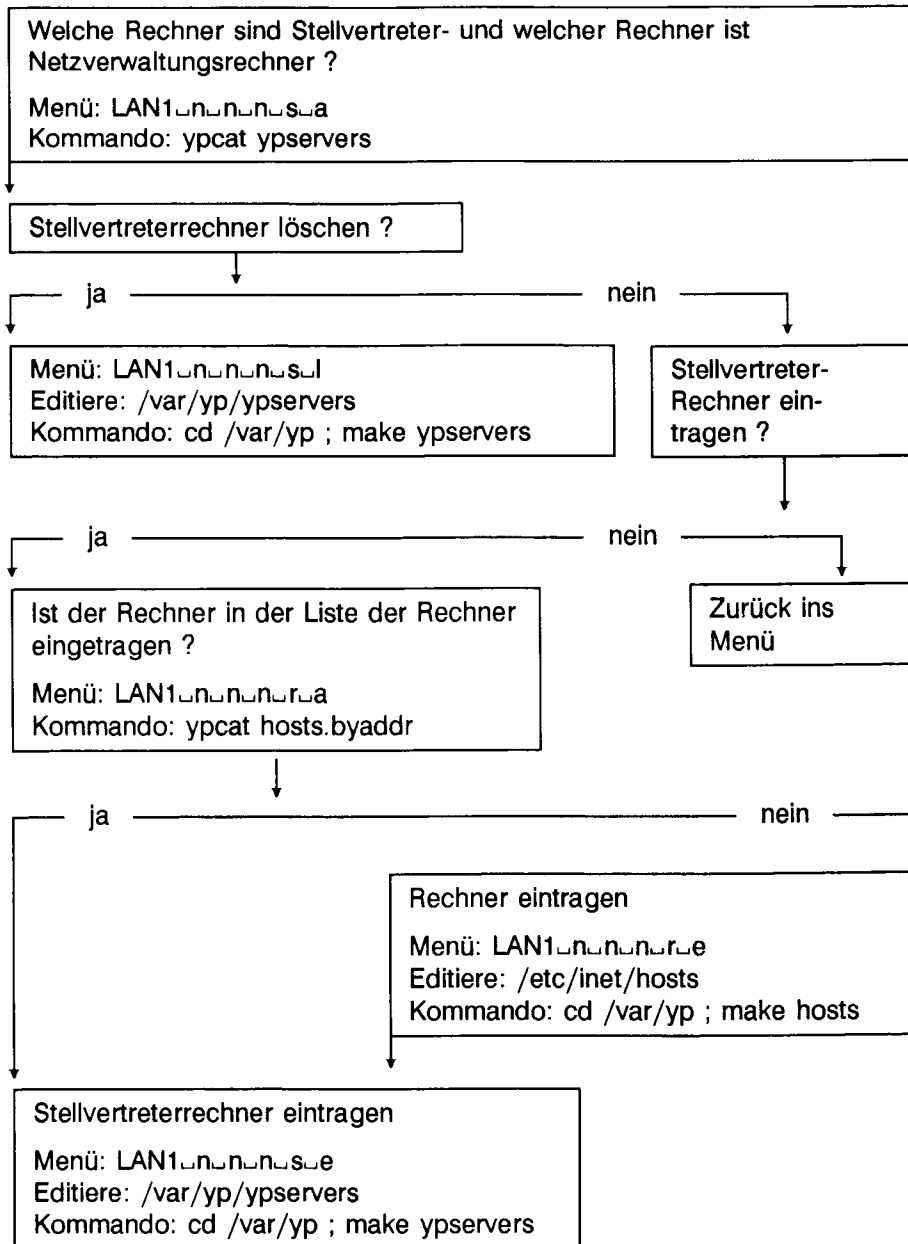 Welche Rechner sind Stellvertreter- und welcher Rechner ist
Netzverwaltungsrechner ?
Menü: LAN1␣n␣n␣n␣s␣a
Kommando: ypcat ypservers
Stellvertreterrechner löschen ?
ja
nein
Menü: LAN1␣n␣n␣n␣s␣l
Editiere: /var/yp/ypservers
Kommando: cd /var/yp ; make ypservers
Stellvertreter-
Rechner ein-
tragen ?
ja
nein
Ist der Rechner in der Liste der Rechner
eingetragen ?
Menü: LAN1␣n␣n␣n␣r␣a
Kommando: ypcat hosts.byaddr
Zurück ins
Menü
ja
nein
Rechner eintragen
Menü: LAN1␣n␣n␣n␣r␣e
Editiere: /etc/inet/hosts
Kommando: cd /var/yp ; make hosts
Stellvertreterrechner eintragen
Menü: LAN1␣n␣n␣n␣s␣e
Editiere: /var/yp/ypservers
Kommando: cd /var/yp ; make ypservers